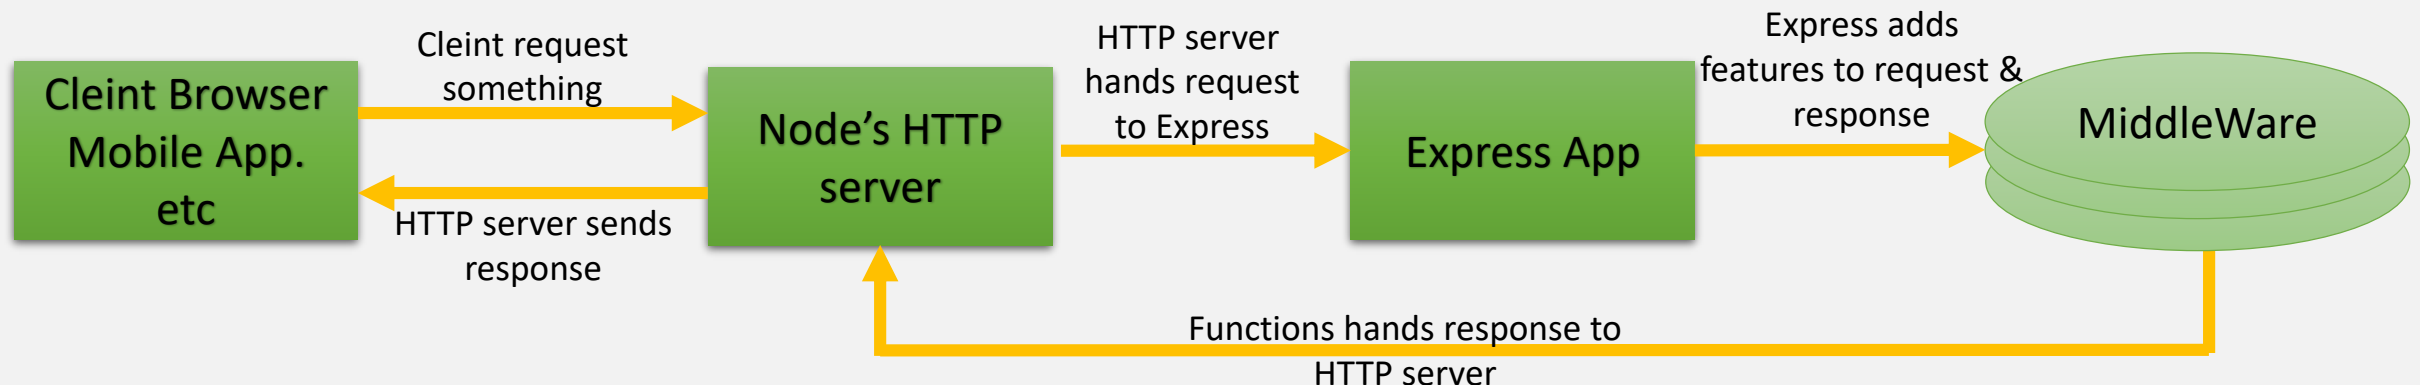 Cleint Browser
Mobile App.
etc
Cleint request
something
HTTP server sends
response
Node’s HTTP
server
HTTP server
hands request
to Express
Express App
Express adds
features to request &
response
MiddleWare
Functions hands response to
HTTP server